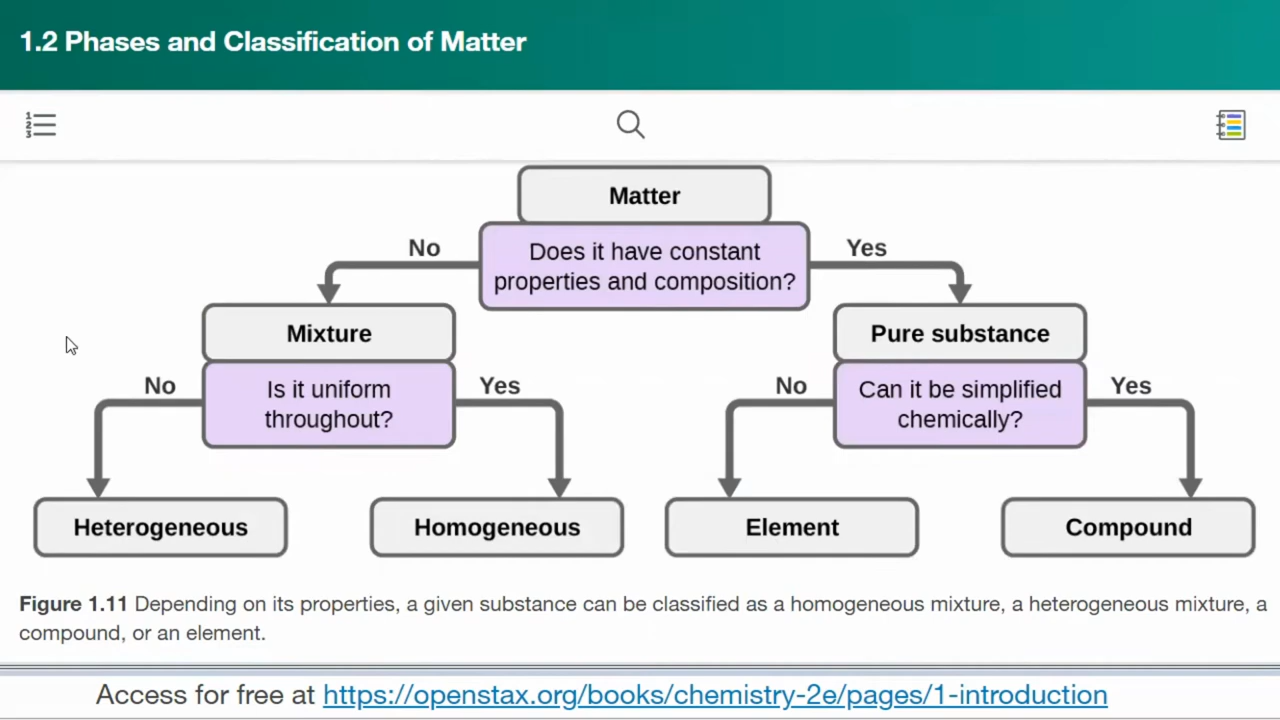 1.2 Phases and Classification of Matter
1
2
3
Matter
No
Does it have constant
properties and composition?
Yes
Mixture
Pure substance
No
Is it uniform
throughout?
Yes
No
Can it be simplified
chemically?
Yes
Heterogeneous
Homogeneous
Element
Compound
Figure 1.11 Depending on its properties, a given substance can be classified as a homogeneous mixture, a heterogeneous mixture, a
compound, or an element.
Access for free at https://openstax.org/books/chemistry-2e/pages/1-introduction